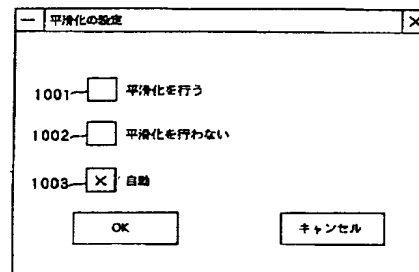 平滑化の設定
1001 平滑化を行う
1002 平滑化を行わない
1003 × 自動
OK キャンセル